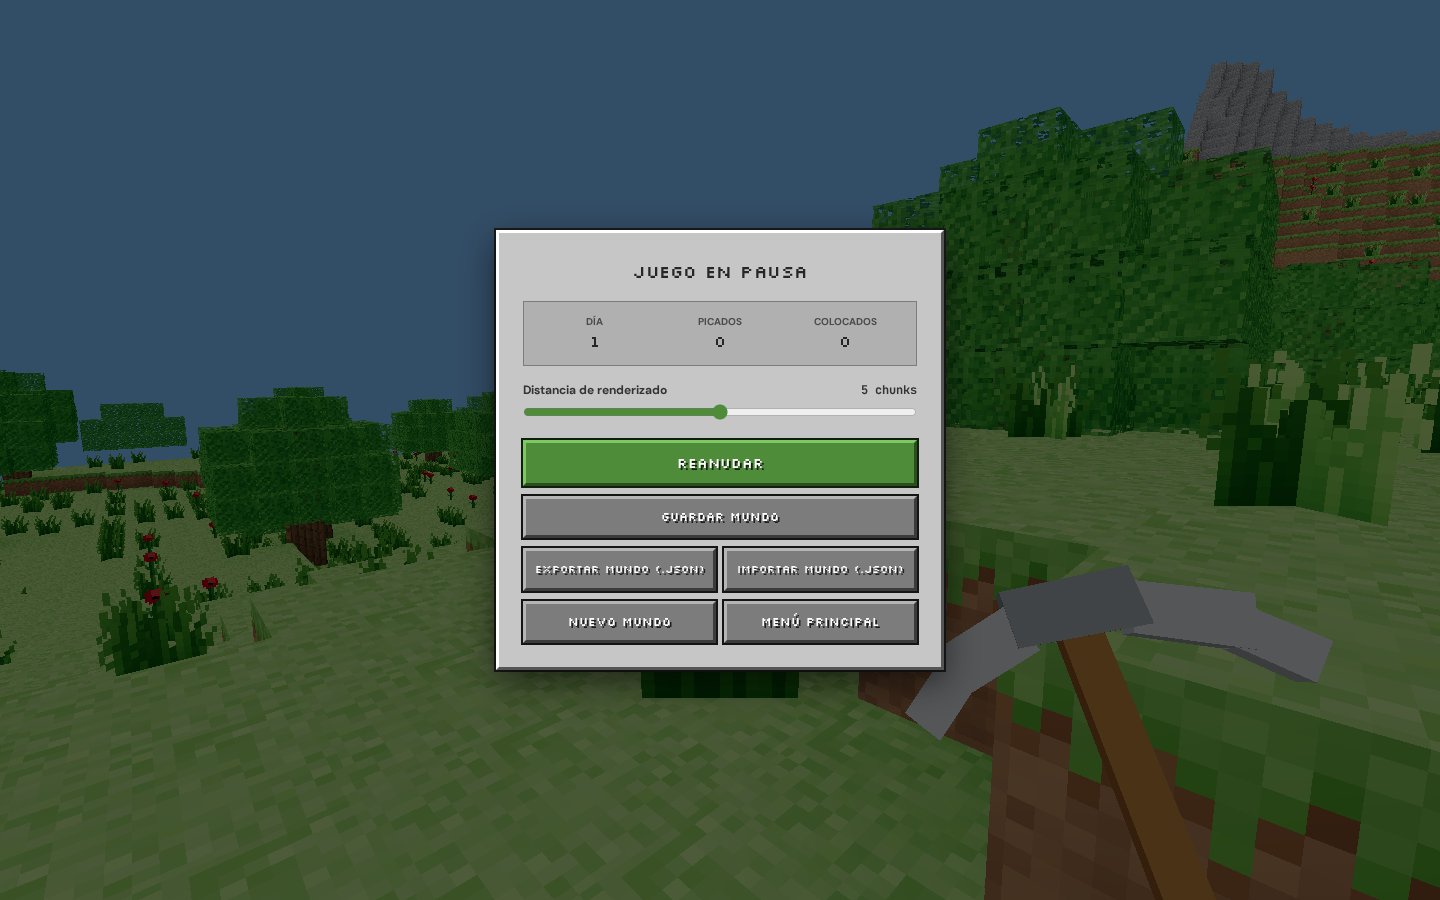 JUEGO EN PAUSA
DÍA PICADOS COLOCADOS
1 0 0
Distancia de renderizado 5 chunks
REANUDAR
GUARDAR MUNDO
EXPORTAR MUNDO (.JSON) IMPORTAR MUNDO (.JSON)
NUEVO MUNDO MENÚ PRINCIPAL